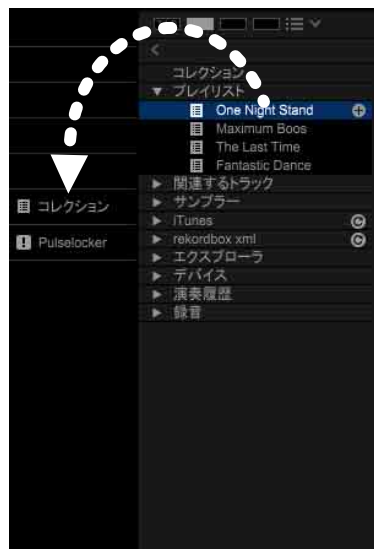 コレクション
プレイリスト
One Night Stand
Maximum Boos
The Last Time
Fantastic Dance
関連するトラック
サンプラー
iTunes
rekordbox xml
エクスプローラ
デバイス
演奏履歴
録音
コレクション
Pulselocker